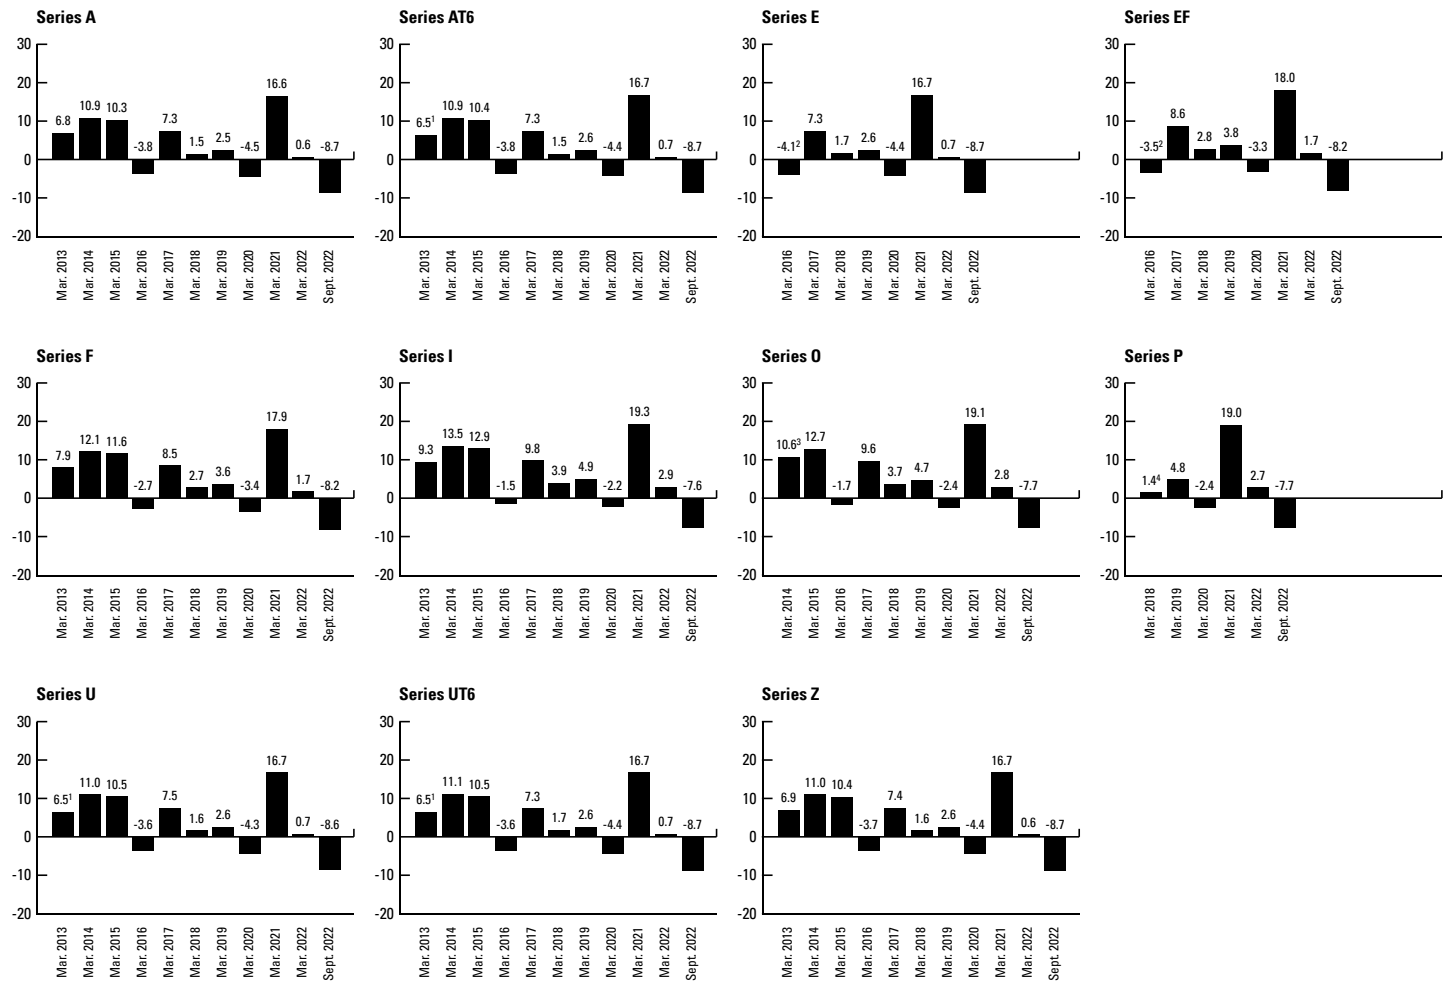 Series A
30
20
10
0
-10
-20
6.8 10.9 10.3 -3.8 7.3 1.5 2.5 -4.5 16.6 0.6 -8.7
Mar. 2013 Mar. 2014 Mar. 2015 Mar. 2016 Mar. 2017 Mar. 2018 Mar. 2019 Mar. 2020 Mar. 2021 Mar. 2022 Sept. 2022
Series AT6
30
20
10
0
-10
-20
6.5¹ 10.9 10.4 -3.8 7.3 1.5 2.6 -4.4 16.7 0.7 -8.7
Mar. 2013 Mar. 2014 Mar. 2015 Mar. 2016 Mar. 2017 Mar. 2018 Mar. 2019 Mar. 2020 Mar. 2021 Mar. 2022 Sept. 2022
Series E
30
20
10
0
-10
-20
-4.1² 7.3 1.7 2.6 -4.4 16.7 0.7 -8.7
Mar. 2016 Mar. 2017 Mar. 2018 Mar. 2019 Mar. 2020 Mar. 2021 Mar. 2022 Sept. 2022
Series EF
30
20
10
0
-10
-20
-3.5² 8.6 2.8 3.8 -3.3 18.0 1.7 -8.2
Mar. 2016 Mar. 2017 Mar. 2018 Mar. 2019 Mar. 2020 Mar. 2021 Mar. 2022 Sept. 2022
Series F
30
20
10
0
-10
-20
7.9 12.1 11.6 -2.7 8.5 2.7 3.6 -3.4 17.9 1.7 -8.2
Mar. 2013 Mar. 2014 Mar. 2015 Mar. 2016 Mar. 2017 Mar. 2018 Mar. 2019 Mar. 2020 Mar. 2021 Mar. 2022 Sept. 2022
Series I
30
20
10
0
-10
-20
9.3 13.5 12.9 -1.5 9.8 3.9 4.9 -2.2 19.3 2.9 -7.6
Mar. 2013 Mar. 2014 Mar. 2015 Mar. 2016 Mar. 2017 Mar. 2018 Mar. 2019 Mar. 2020 Mar. 2021 Mar. 2022 Sept. 2022
Series O
30
20
10
0
-10
-20
10.6³ 12.7 -1.7 9.6 3.7 4.7 -2.4 19.1 2.8 -7.7
Mar. 2014 Mar. 2015 Mar. 2016 Mar. 2017 Mar. 2018 Mar. 2019 Mar. 2020 Mar. 2021 Mar. 2022 Sept. 2022
Series P
30
20
10
0
-10
-20
1.4⁴ 4.8 -2.4 19.0 2.7 -7.7
Mar. 2018 Mar. 2019 Mar. 2020 Mar. 2021 Mar. 2022 Sept. 2022
Series U
30
20
10
0
-10
-20
6.5¹ 11.0 10.5 -3.6 7.5 1.6 2.6 -4.3 16.7 0.7 -8.6
Mar. 2013 Mar. 2014 Mar. 2015 Mar. 2016 Mar. 2017 Mar. 2018 Mar. 2019 Mar. 2020 Mar. 2021 Mar. 2022 Sept. 2022
Series UT6
30
20
10
0
-10
-20
6.5¹ 11.1 10.5 -3.6 7.3 1.7 2.6 -4.4 16.7 0.7 -8.7
Mar. 2013 Mar. 2014 Mar. 2015 Mar. 2016 Mar. 2017 Mar. 2018 Mar. 2019 Mar. 2020 Mar. 2021 Mar. 2022 Sept. 2022
Series Z
30
20
10
0
-10
-20
6.9 11.0 10.4 -3.7 7.4 1.6 2.6 -4.4 16.7 0.6 -8.7
Mar. 2013 Mar. 2014 Mar. 2015 Mar. 2016 Mar. 2017 Mar. 2018 Mar. 2019 Mar. 2020 Mar. 2021 Mar. 2022 Sept. 2022